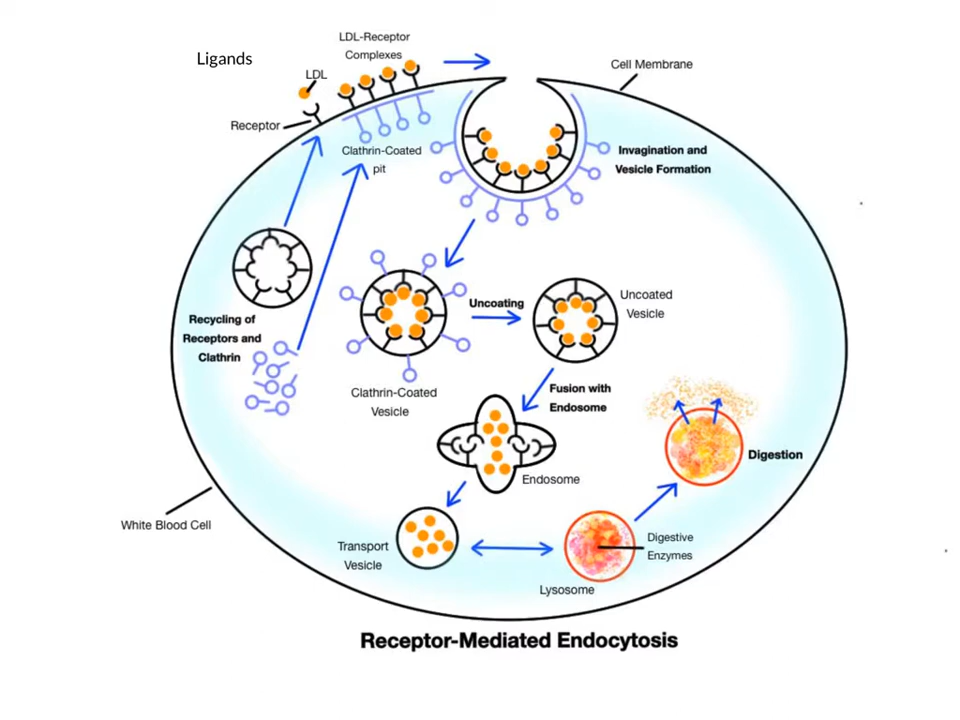 Ligands
LDL-Receptor
Complexes
LDL
Receptor
Clathrin-Coated
pit
Cell Membrane
Invagination and
Vesicle Formation
Recycling of
Receptors and
Clathrin
Uncoating
Uncoated
Vesicle
Clathrin-Coated
Vesicle
Fusion with
Endosome
Endosome
Digestion
White Blood Cell
Transport
Vesicle
Digestive
Enzymes
Lysosome
Receptor-Mediated Endocytosis